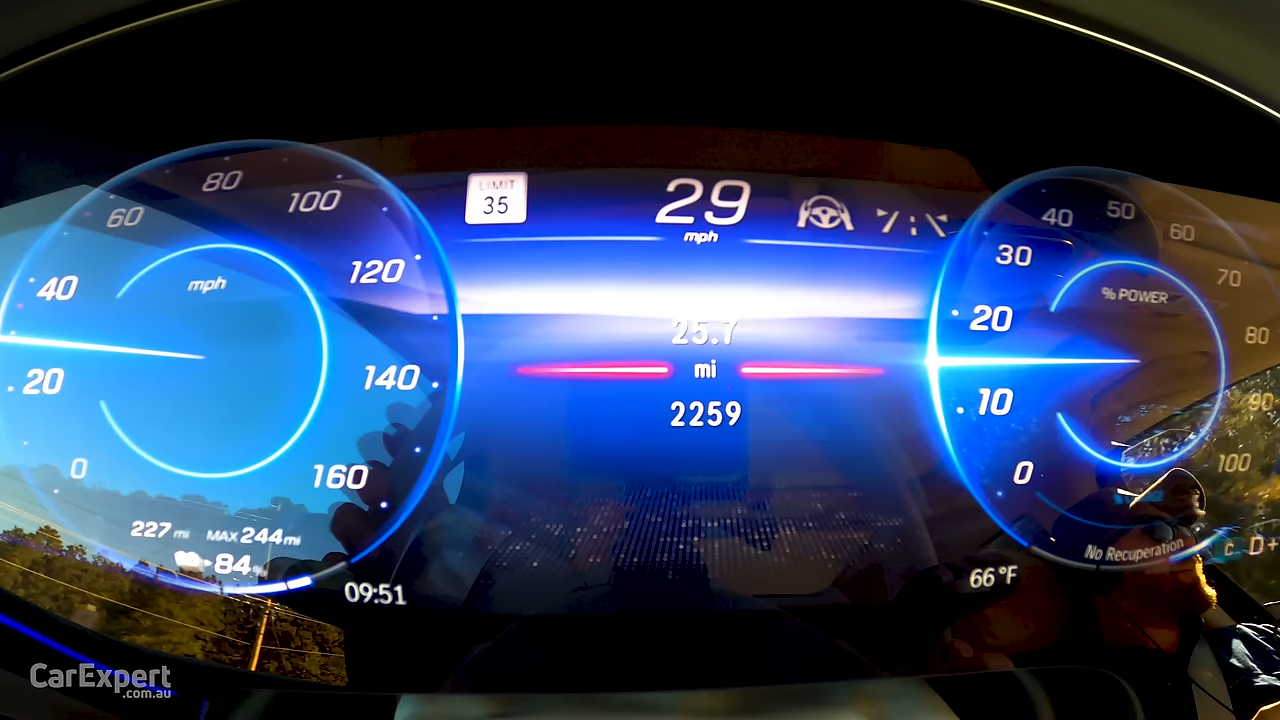 80
60
100
40
mph
120
20
140
0
160
227 mi MAX 244 mi
84%
09:51
LIMIT
35
29
mph
25.7
mi
2259
50
40
60
30
70
% POWER
20
80
10
90
0
100
No Recuperation
C D+
66°F
CarExpert
.com.au